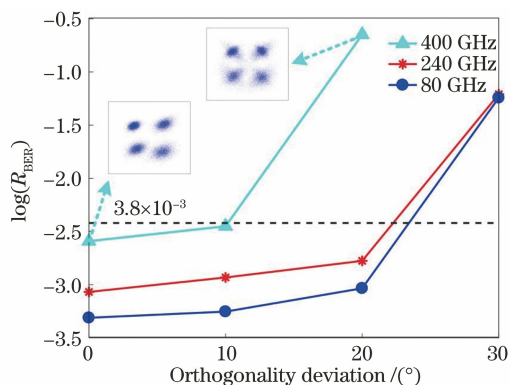 -0.5
-1.0
-1.5
-2.0
-2.5
-3.0
-3.5
log(R_BER)
400 GHz
240 GHz
80 GHz
3.8×10⁻³
0 10 20 30
Orthogonality deviation /(°)